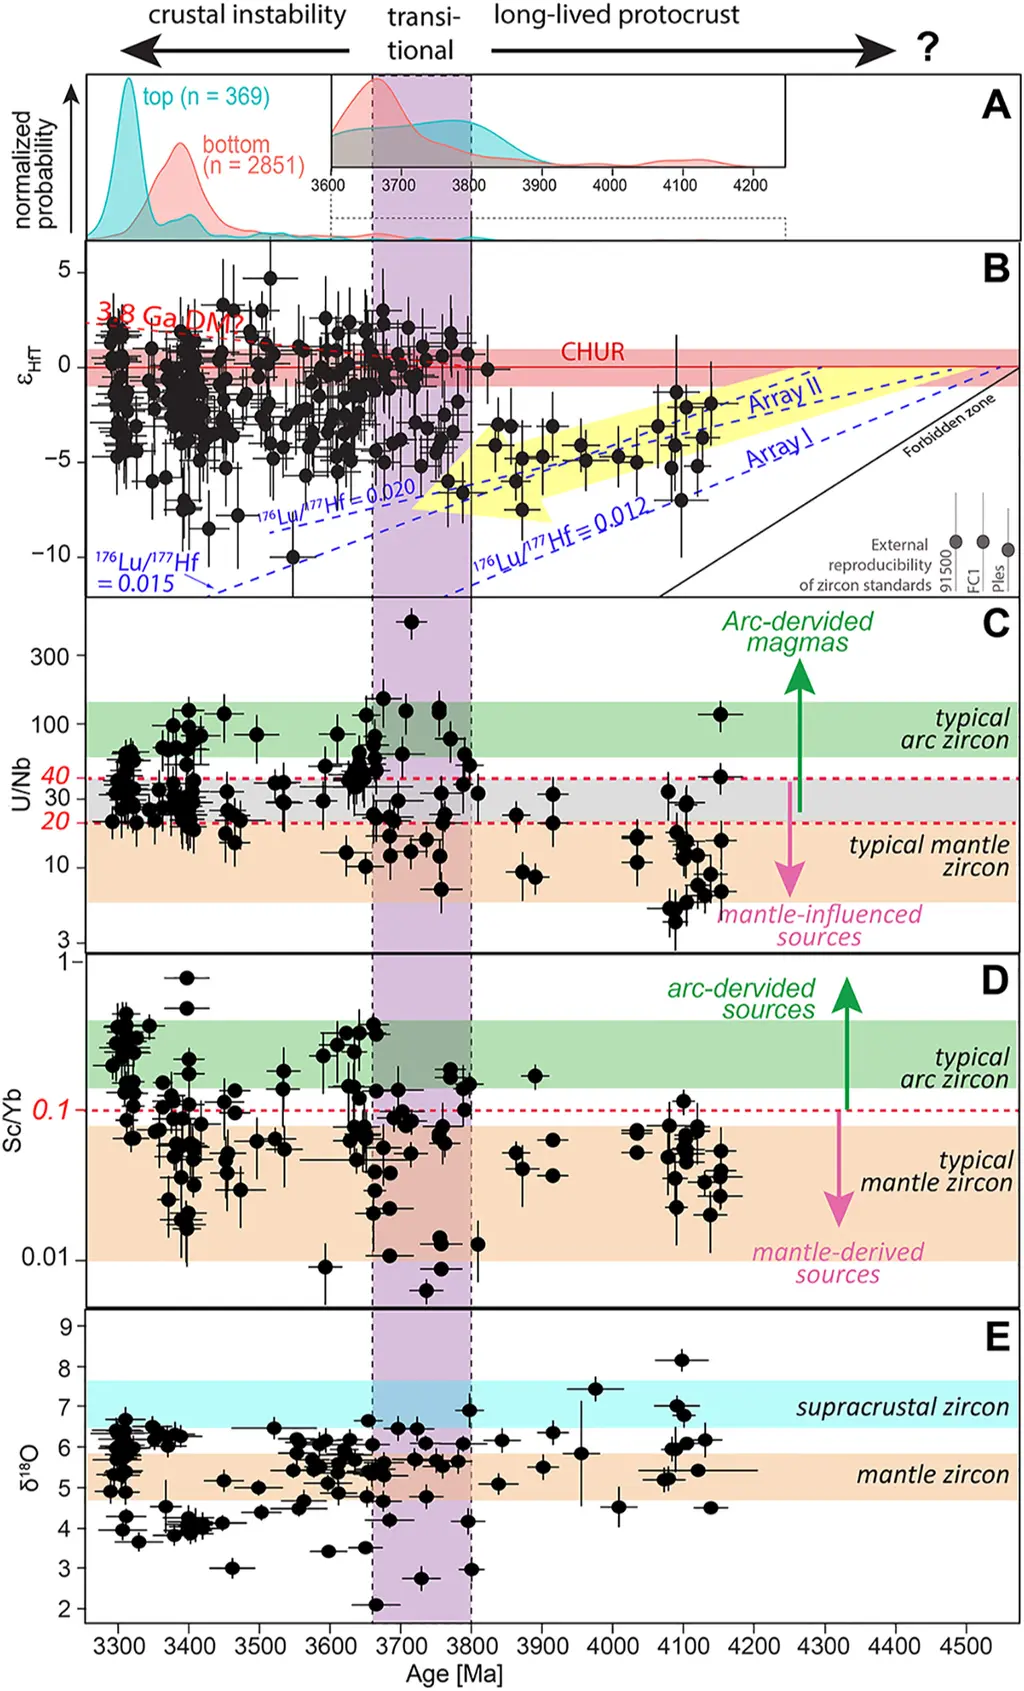 crustal instability
transi-
tional
long-lived protocrust
?
A
normalized
probability
top (n = 369)
bottom
(n = 2851)
3600 3700 3800 3900 4000 4100 4200
B
εHfT
5
0
−5
−10
3.8 Ga DM?
CHUR
Array II
Array I
Forbidden zone
176Lu/177Hf = 0.020
176Lu/177Hf = 0.012
176Lu/177Hf
= 0.015
External
reproducibility
of zircon standards
91500
FC1
Ples
C
U/Nb
300
100
40
30
20
10
3
Arc-dervided
magmas
typical
arc zircon
typical mantle
zircon
mantle-influenced
sources
D
Sc/Yb
1
0.1
0.01
arc-dervided
sources
typical
arc zircon
typical
mantle zircon
mantle-derived
sources
E
δ18O
9
8
7
6
5
4
3
2
supracrustal zircon
mantle zircon
3300 3400 3500 3600 3700 3800 3900 4000 4100 4200 4300 4400 4500
Age [Ma]